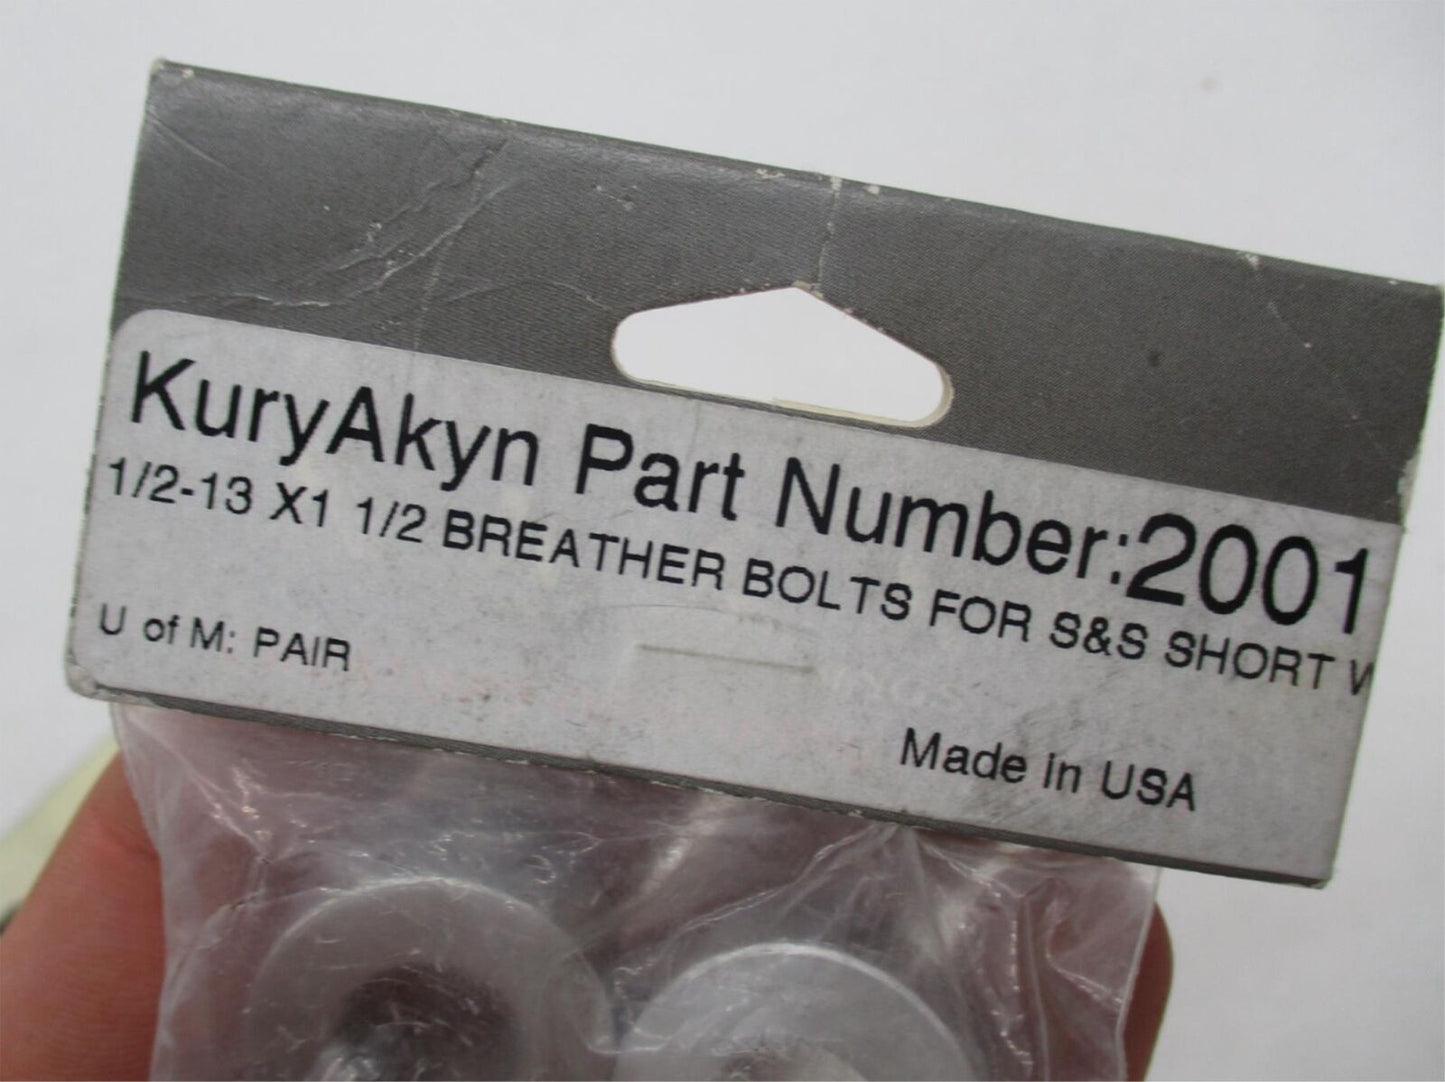 KuryAkyn Part Number:2001
1/2-13 X1 1/2 BREATHER BOLTS FOR S&S SHORT
U of M: PAIR
Made in USA